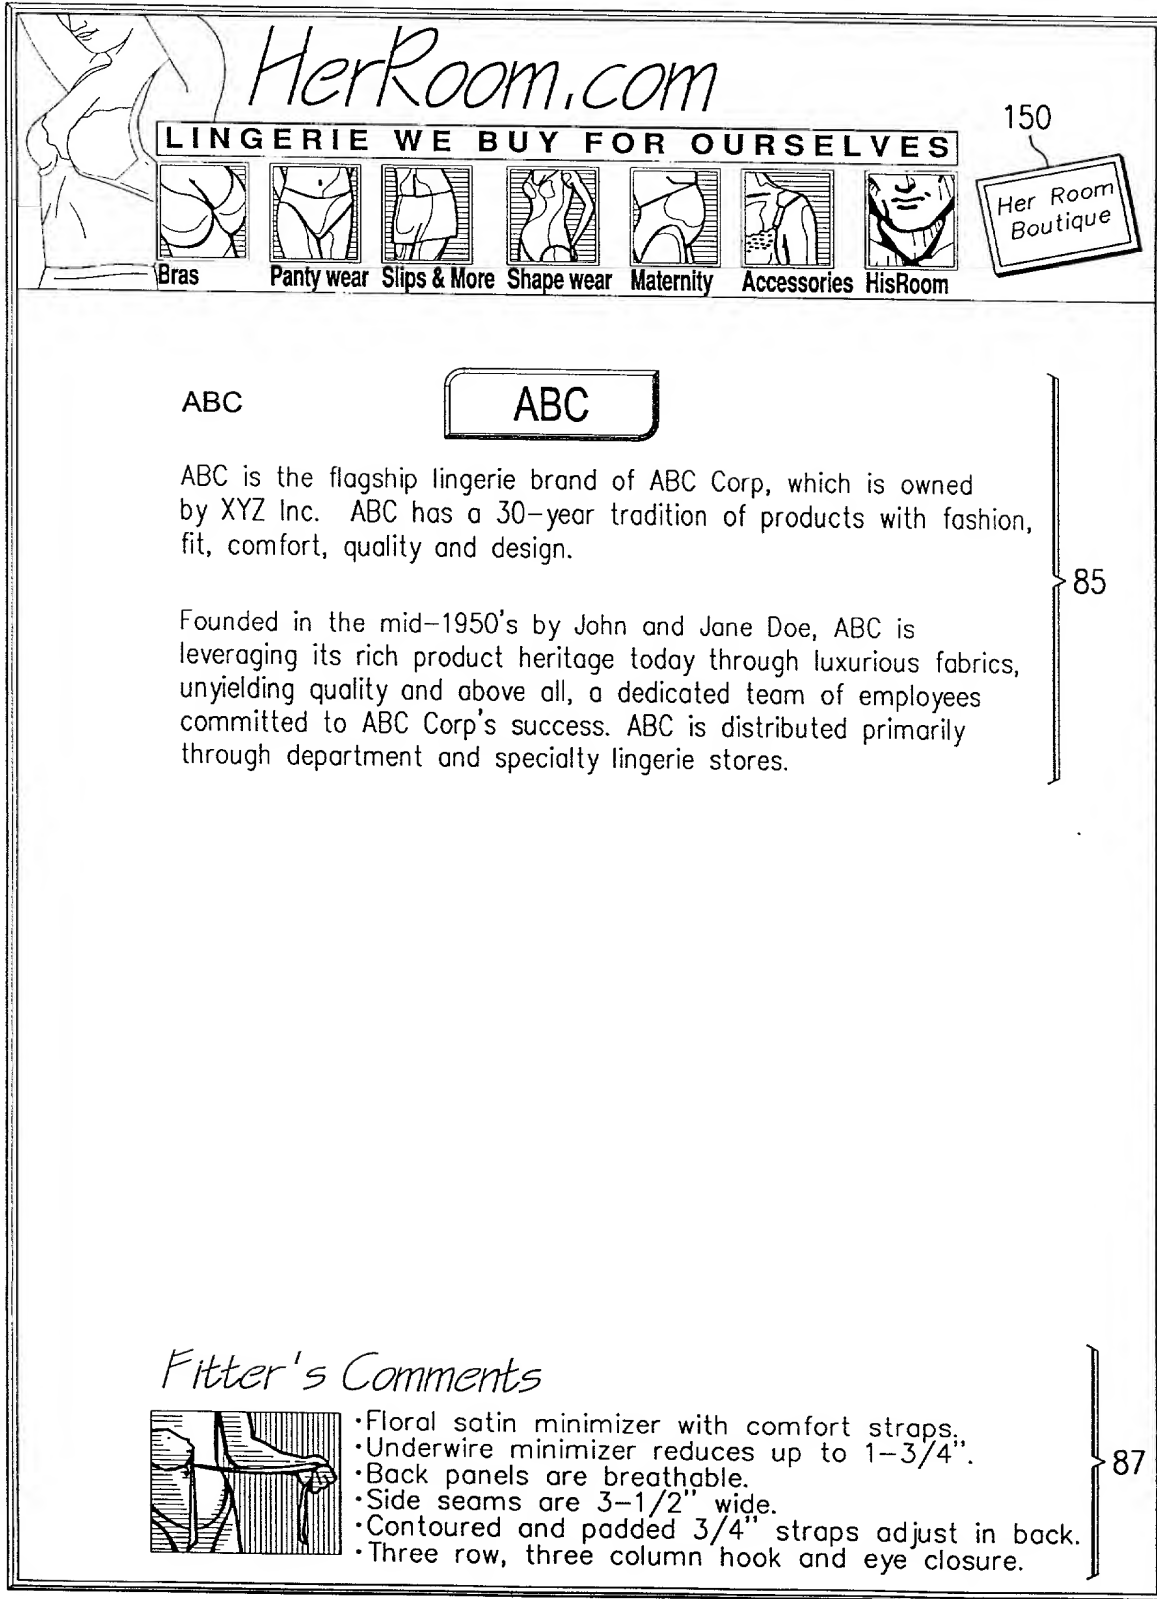 HerRoom.com
LINGERIE WE BUY FOR OURSELVES
150
Her Room
Boutique
Bras Panty wear Slips & More Shape wear Maternity Accessories HisRoom
ABC
ABC
ABC is the flagship lingerie brand of ABC Corp, which is owned
by XYZ Inc. ABC has a 30-year tradition of products with fashion,
fit, comfort, quality and design.
85
Founded in the mid-1950's by John and Jane Doe, ABC is
leveraging its rich product heritage today through luxurious fabrics,
unyielding quality and above all, a dedicated team of employees
committed to ABC Corp's success. ABC is distributed primarily
through department and specialty lingerie stores.
Fitter's Comments
·Floral satin minimizer with comfort straps.
·Underwire minimizer reduces up to 1-3/4".
·Back panels are breathable.
·Side seams are 3-1/2" wide.
·Contoured and padded 3/4" straps adjust in back.
·Three row, three column hook and eye closure.
87